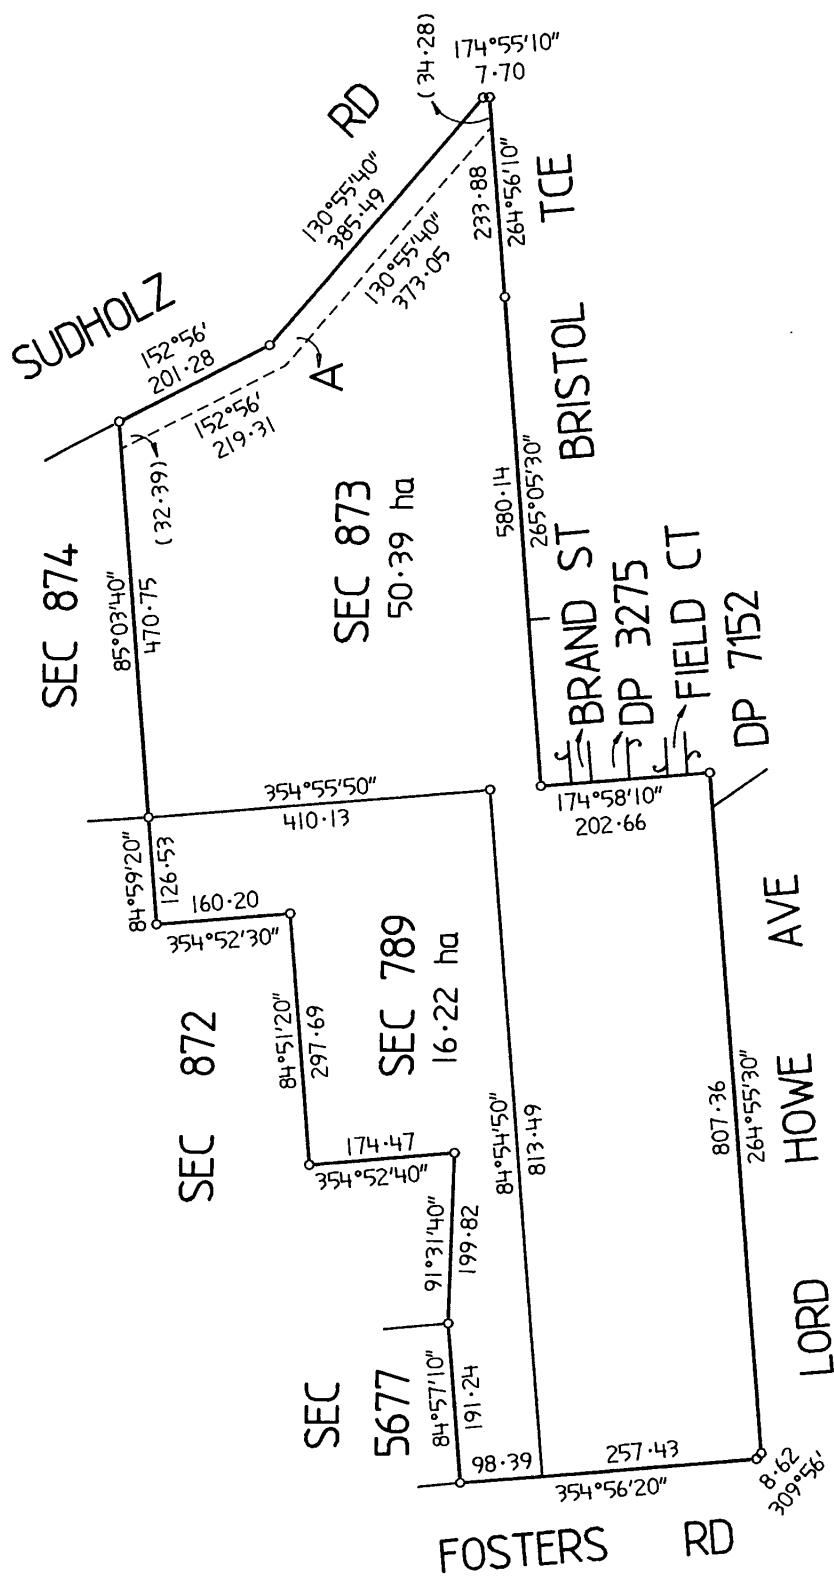 (34·28)
174°55'10"
7·70
RD
SUDHOLZ
130°55'40"
385·49
130°55'40"
373·05
233·88
264°56'10"
TCE
152°56'
201·28
152°56'
219·31
A
(32·39)
SEC 874
85°03'40"
470·75
SEC 873
50·39 ha
580·14
265°05'30"
BRISTOL
BRAND ST
DP 3275
FIELD CT
DP 7152
354°55'50"
410·13
174°58'10"
202·66
84°59'20"
126·53
160·20
354°52'30"
SEC 872
84°51'20"
297·69
SEC 789
16·22 ha
174·47
354°52'40"
84°54'50"
813·49
807·36
264°55'30"
LORD HOWE AVE
91°31'40"
199·82
SEC
5677
84°57'10"
191·24
98·39
257·43
354°56'20"
8·62
309°56'
FOSTERS RD